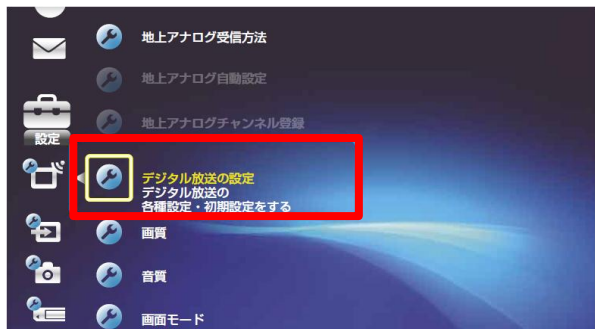 地上アナログ受信方法
地上アナログ自動設定
地上アナログチャンネル登録
設定
デジタル放送の設定
デジタル放送の
各種設定・初期設定をする
画質
音質
画面モード